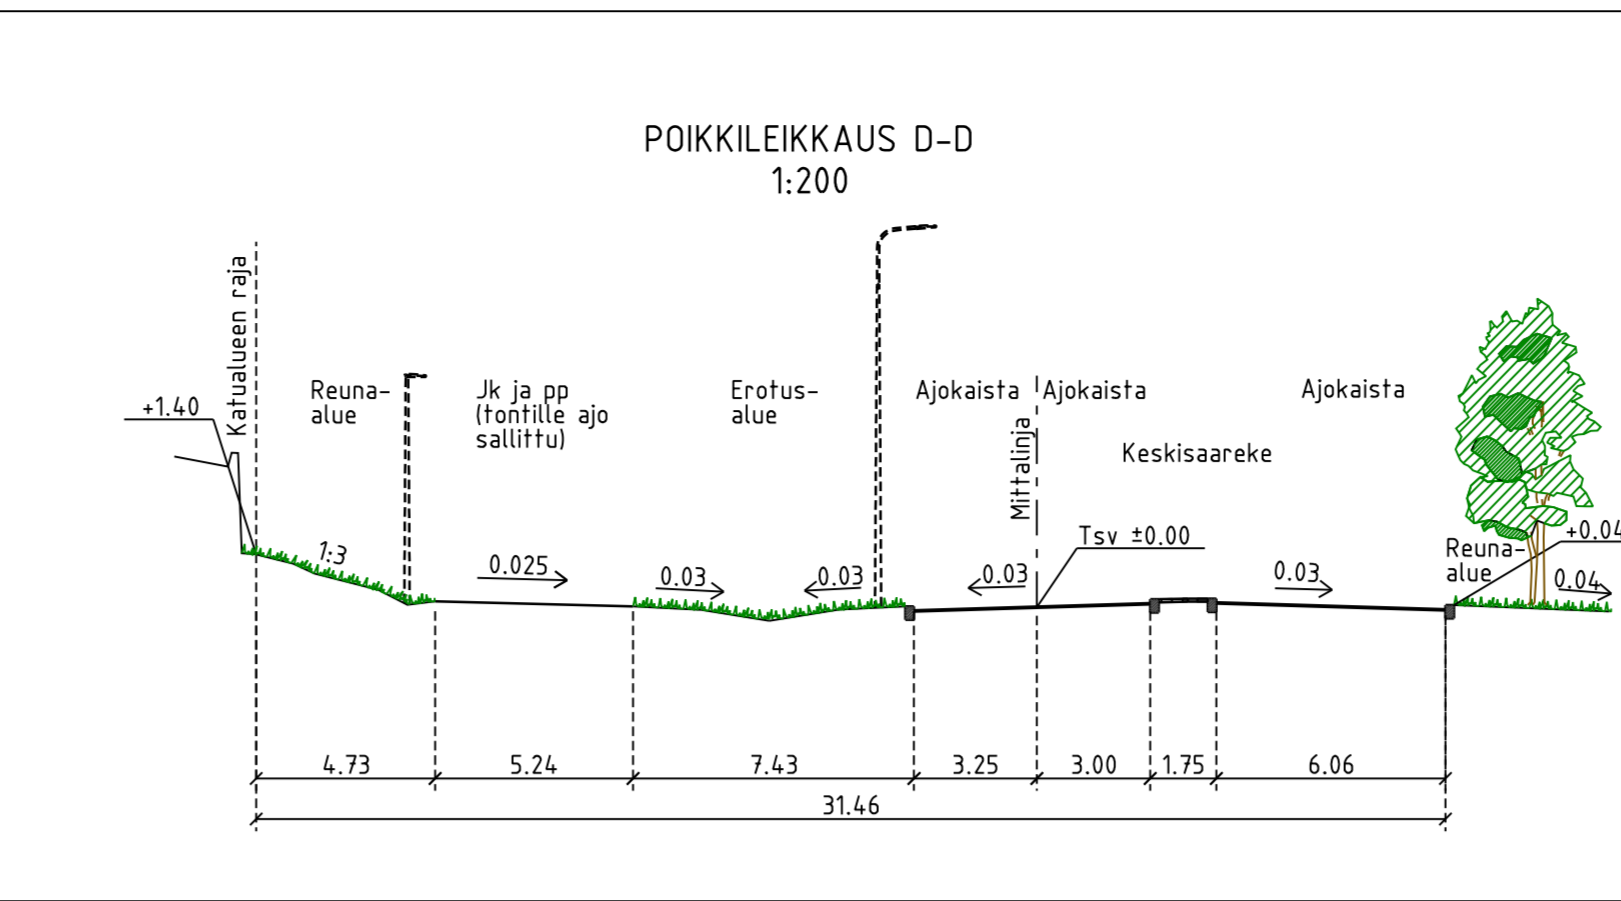 POIKKILEIKKAUS D-D
1:200
Katualueen raja
+1.40
Reuna-
alue
Jk ja pp
(tontille ajo
sallittu)
Erotus-
alue
Ajokaista
Mittalinja
Ajokaista
Keskisaareke
Ajokaista
Tsv ±0.00
Reuna-
alue
+0.04
1:3
0.025
0.03
0.03
0.03
0.03
0.04
4.73
5.24
7.43
3.25
3.00
1.75
6.06
31.46